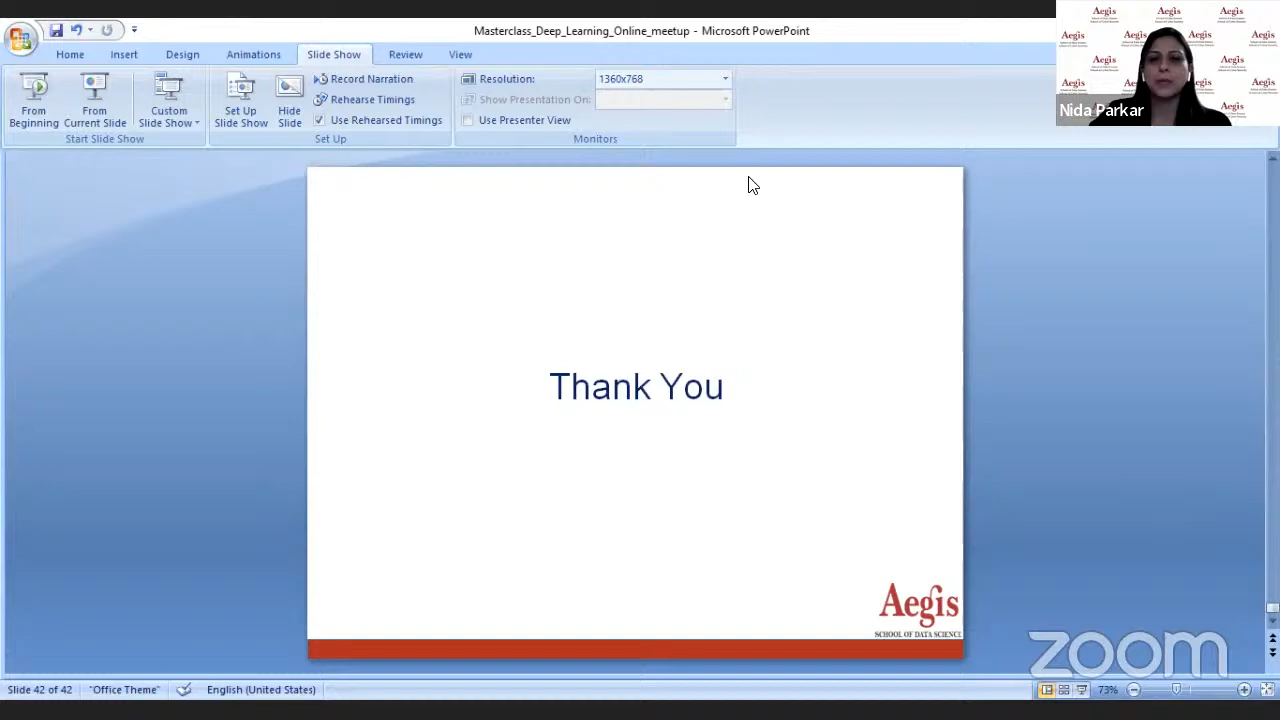 Masterclass_Deep_Learning_Online_meetup - Microsoft PowerPoint
Home Insert Design Animations Slide Show Review View
From Beginning
From Current Slide
Custom Slide Show
Start Slide Show
Set Up Slide Show
Hide Slide
Record Narration
Rehearse Timings
Use Rehearsed Timings
Set Up
Resolution:
1360x768
Show Presentation On:
Use Presenter View
Monitors
Aegis
Nida Parkar
Thank You
Aegis
SCHOOL OF DATA SCIENCE
zoom
Slide 42 of 42 "Office Theme" English (United States) 73%